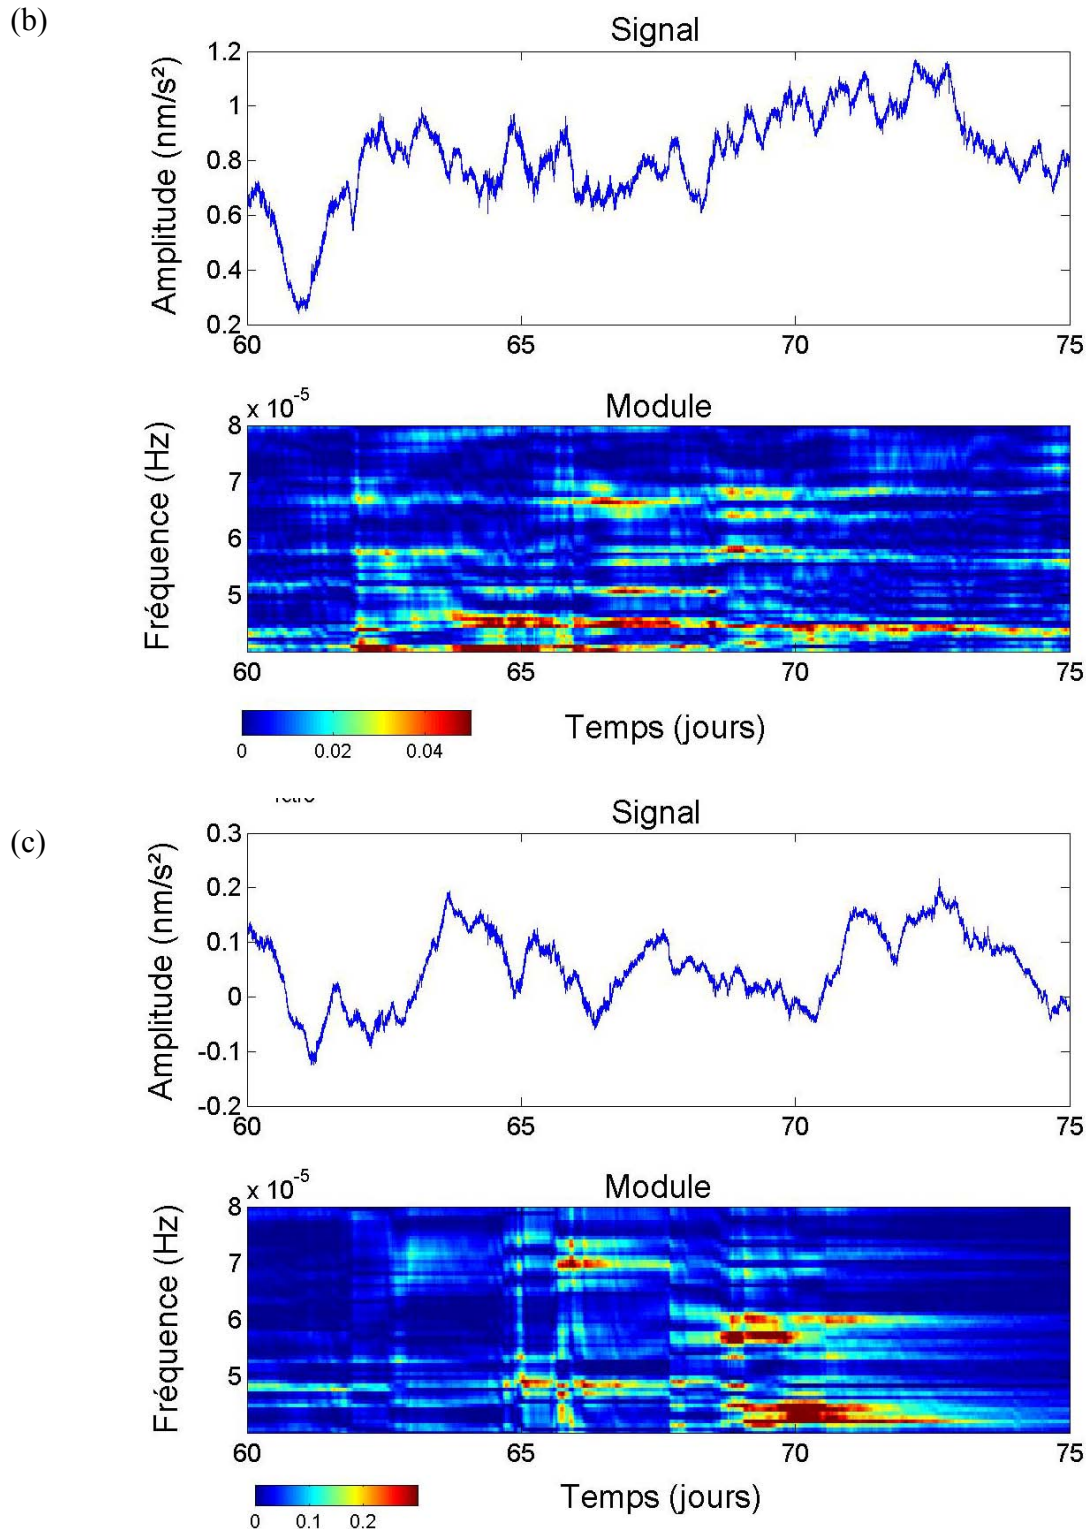 (b)
Signal
1.2
1
0.8
0.6
0.4
0.2
Amplitude (nm/s²)
60 65 70 75
Module
x 10^-5
8
7
6
5
Fréquence (Hz)
60 65 70 75
Temps (jours)
0 0.02 0.04
(c)
Signal
0.3
0.2
0.1
0
-0.1
-0.2
Amplitude (nm/s²)
60 65 70 75
Module
x 10^-5
8
7
6
5
Fréquence (Hz)
60 65 70 75
Temps (jours)
0 0.1 0.2